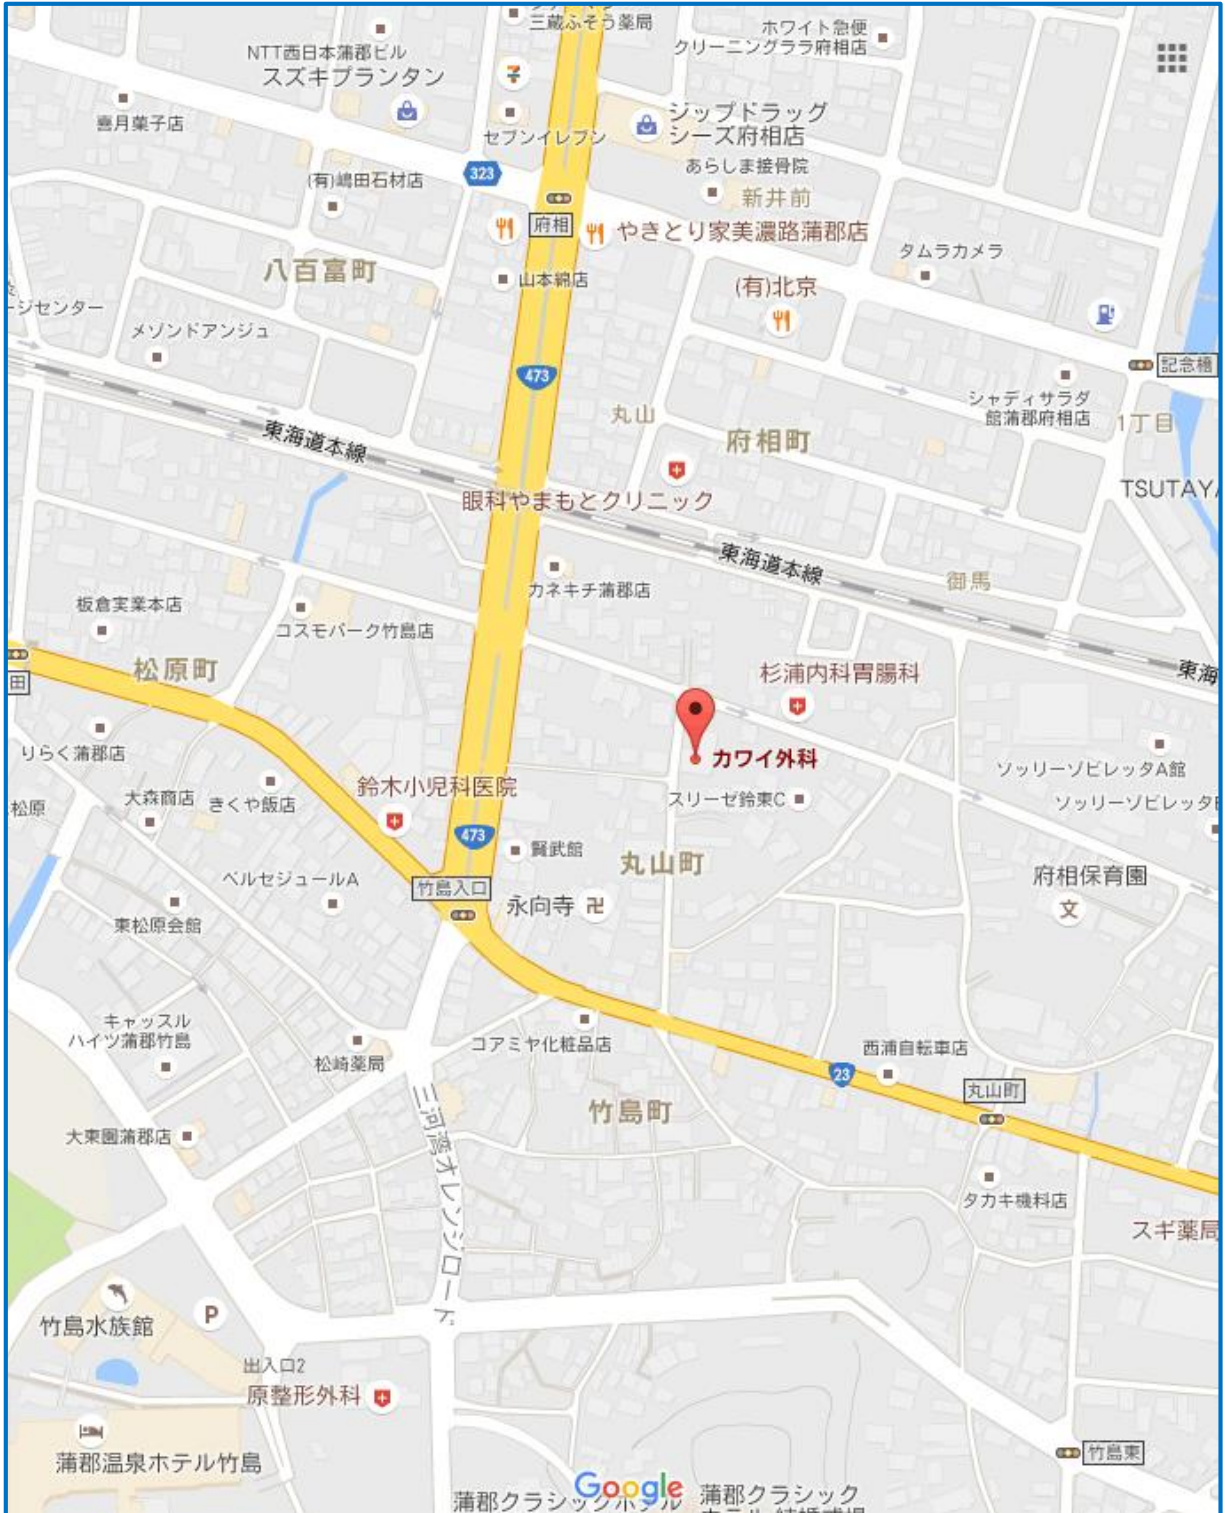 三蔵ふそう薬局
ホワイト急便
クリーニングララ府相店
NTT西日本蒲郡ビル
スズキプランタン
喜月菓子店
セブンイレブン
ジップドラッグ
シーズ府相店
あらしま接骨院
新井前
323
(有)嶋田石材店
府相
やきとり家美濃路蒲郡店
タムラカメラ
八百富町
山本綿店
(有)北京
ージセンター
メゾンドアンジュ
記念橋
473
シャディサラダ
館蒲郡府相店
1丁目
丸山
府相町
東海道本線
TSUTAYA
眼科やまもとクリニック
東海道本線
御馬
カネキチ蒲郡店
板倉実業本店
コスモパーク竹島店
松原町
杉浦内科胃腸科
東海
田
りらく蒲郡店
カワイ外科
ゾッリーゾビレッタA館
鈴木小児科医院
大森商店
きくや飯店
スリーゼ鈴東C
ゾッリーゾビレッタ
松原
473
賢武館
丸山町
ベルセジュールA
竹島入口
永向寺
卍
府相保育園
文
東松原会館
キャッスル
ハイツ蒲郡竹島
松崎薬局
コアミヤ化粧品店
西浦自転車店
23
丸山町
竹島町
大東園蒲郡店
三河湾オレンジロード
タカキ機料店
スギ薬局
竹島水族館
P
出入口2
原整形外科
蒲郡温泉ホテル竹島
竹島東
Google
蒲郡クラシックホテル
蒲郡クラシック